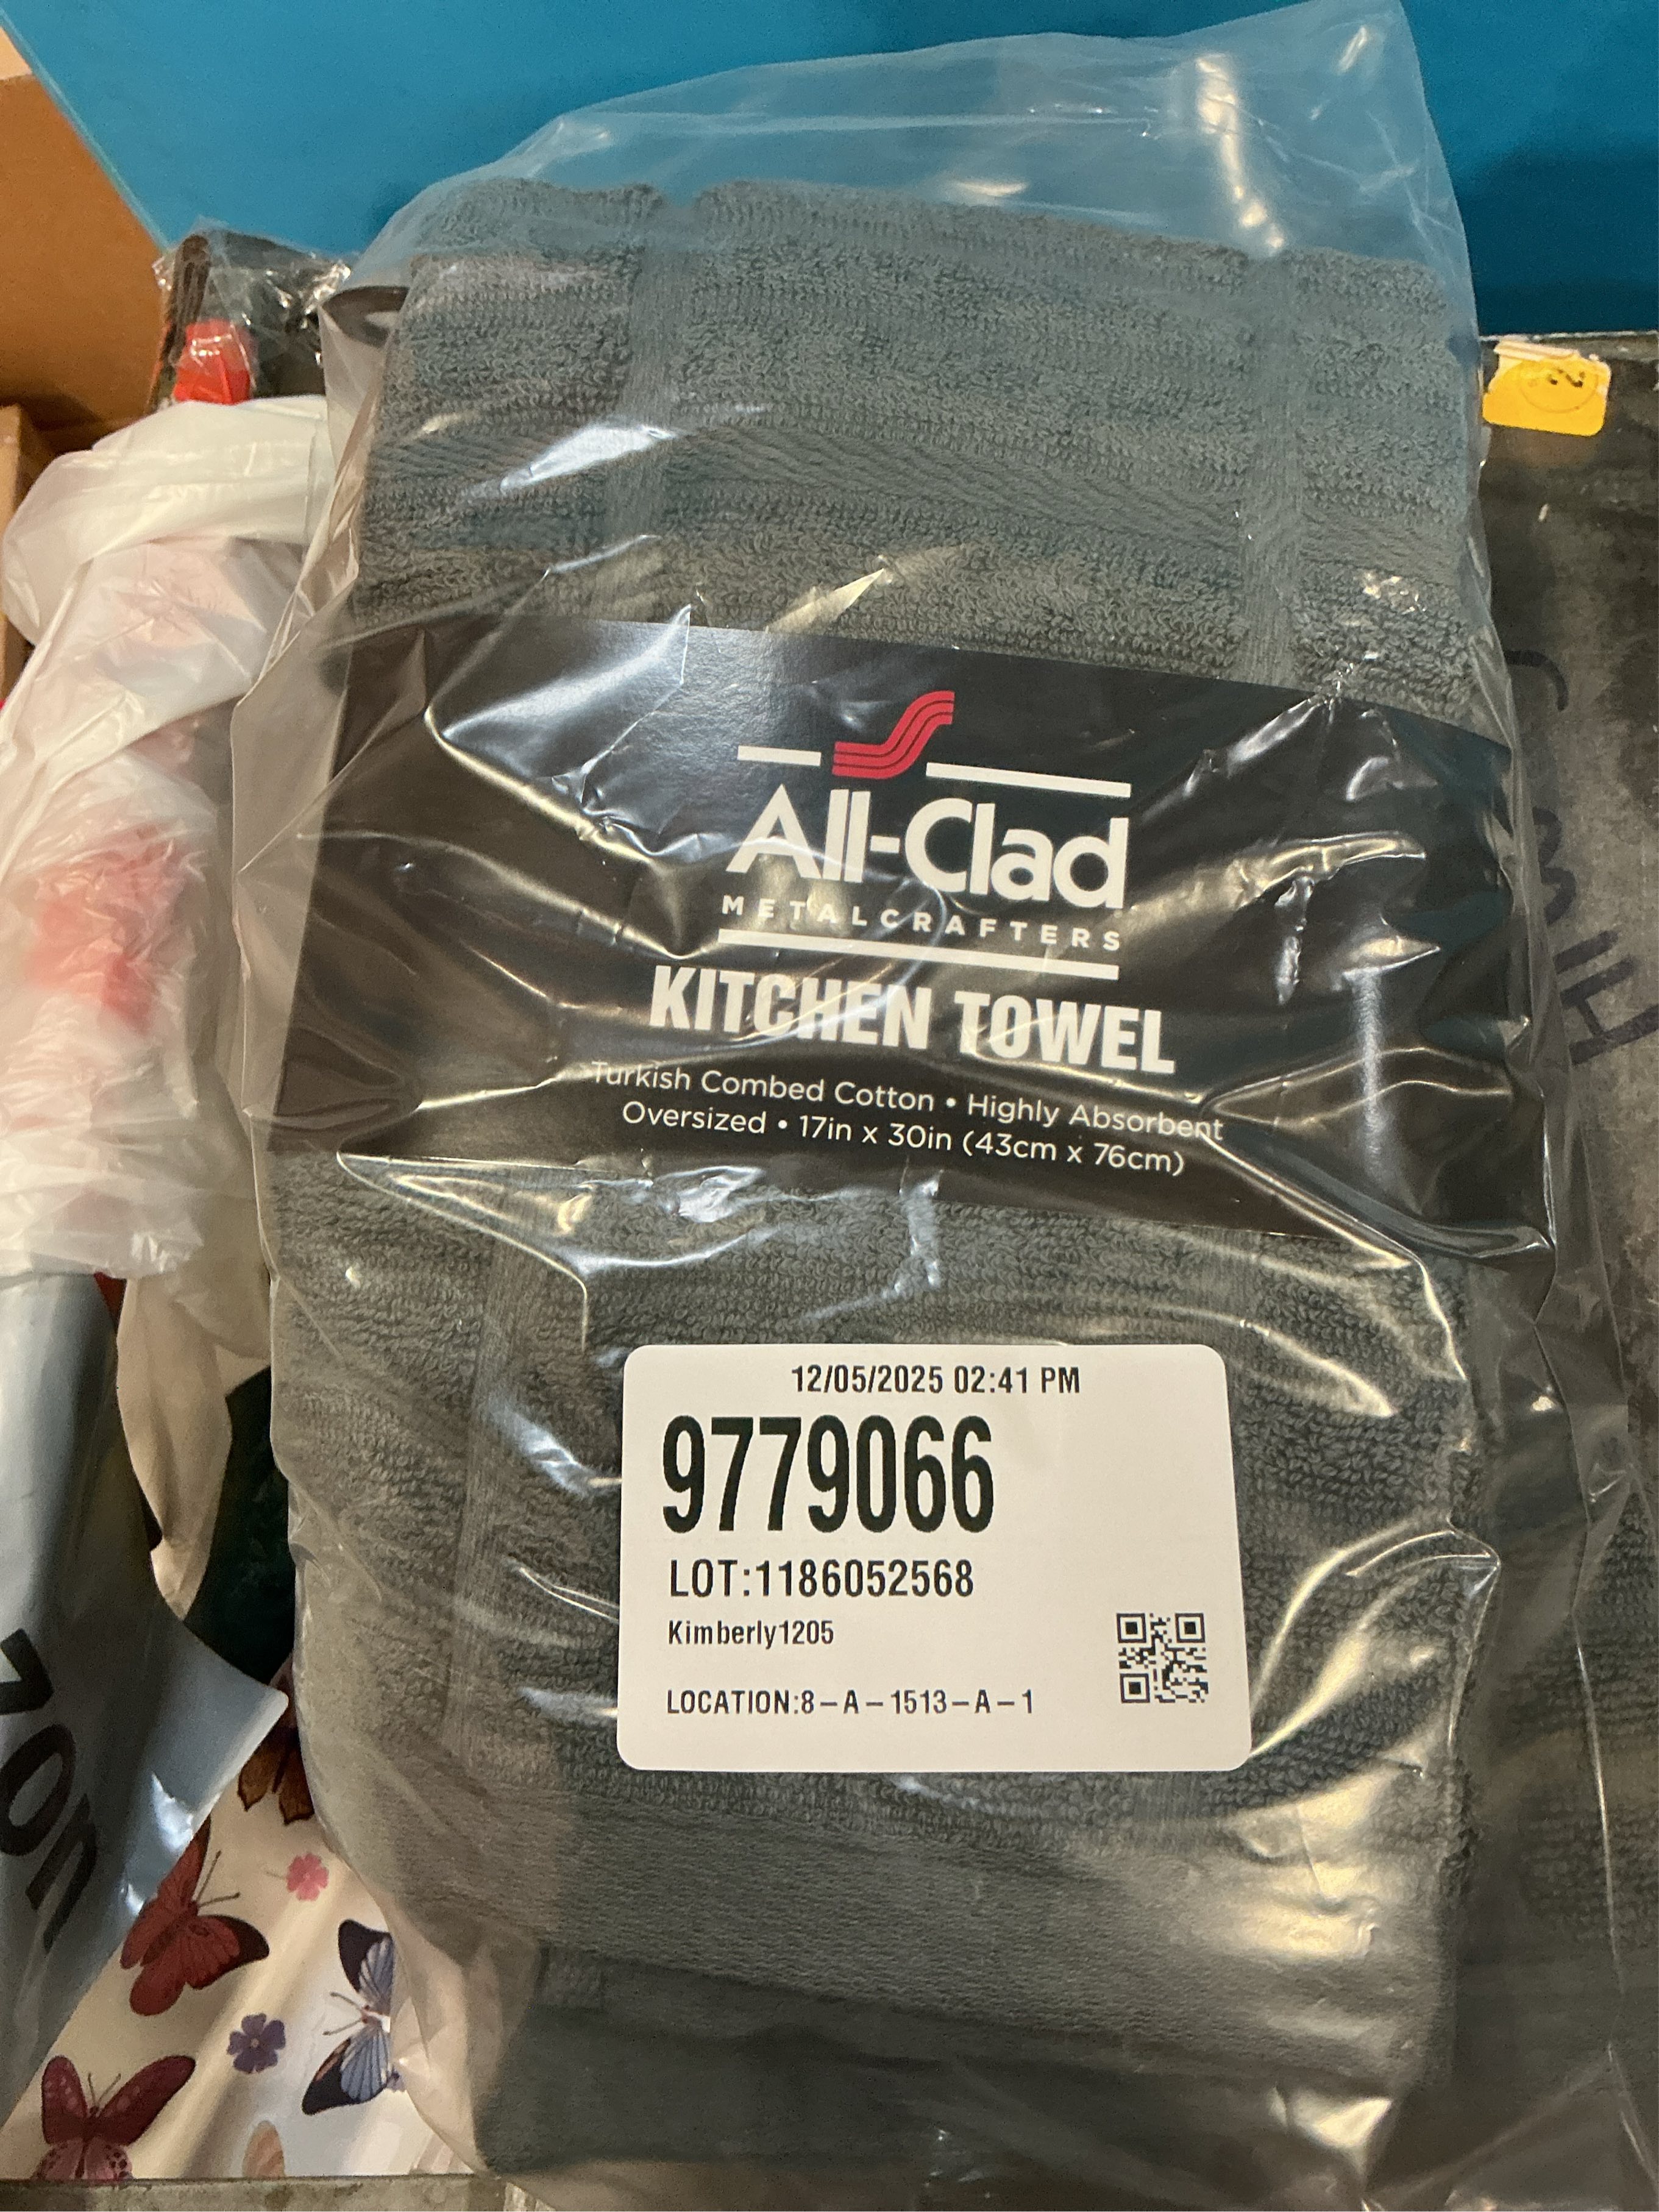 All-Clad
METALCRAFTERS
KITCHEN TOWEL
Turkish Combed Cotton • Highly Absorbent
Oversized • 17in x 30in (43cm x 76cm)
12/05/2025 02:41 PM
9779066
LOT:1186052568
Kimberly1205
LOCATION:8-A-1513-A-1
zon